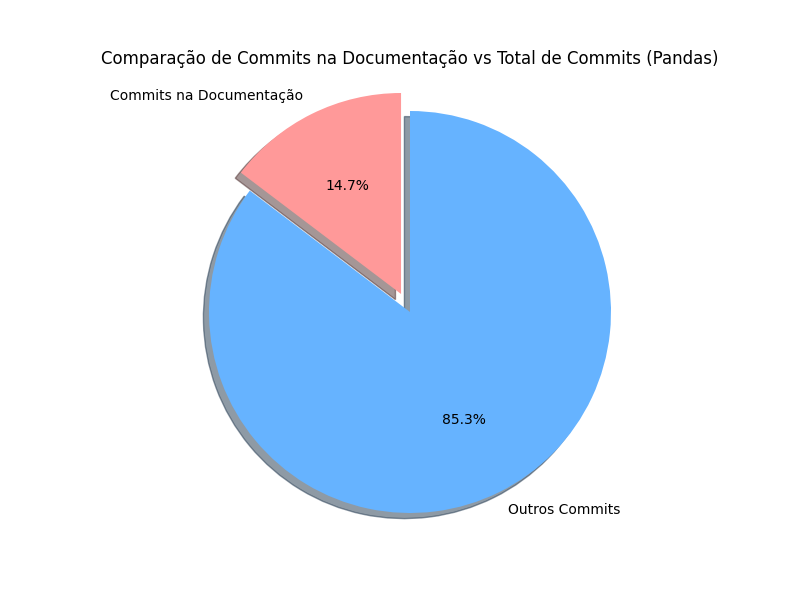 Comparação de Commits na Documentação vs Total de Commits (Pandas)
Commits na Documentação
14.7%
85.3%
Outros Commits